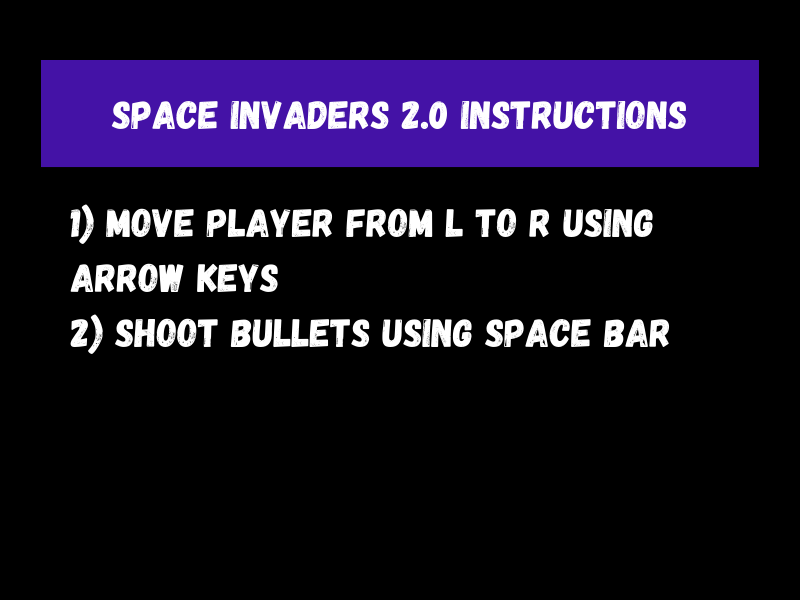 SPACE INVADERS 2.0 INSTRUCTIONS
1) MOVE PLAYER FROM L TO R USING
ARROW KEYS
2) SHOOT BULLETS USING SPACE BAR